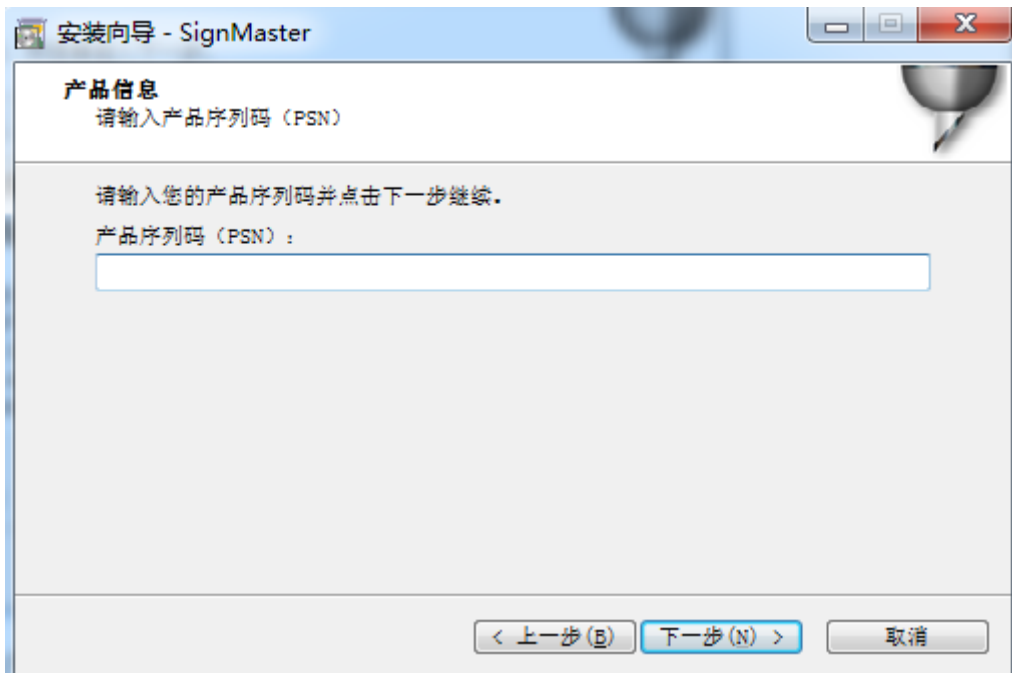 安装向导 - SignMaster
产品信息
请输入产品序列码（PSN）
请输入您的产品序列码并点击下一步继续.
产品序列码（PSN）:
< 上一步(B)
下一步(N) >
取消